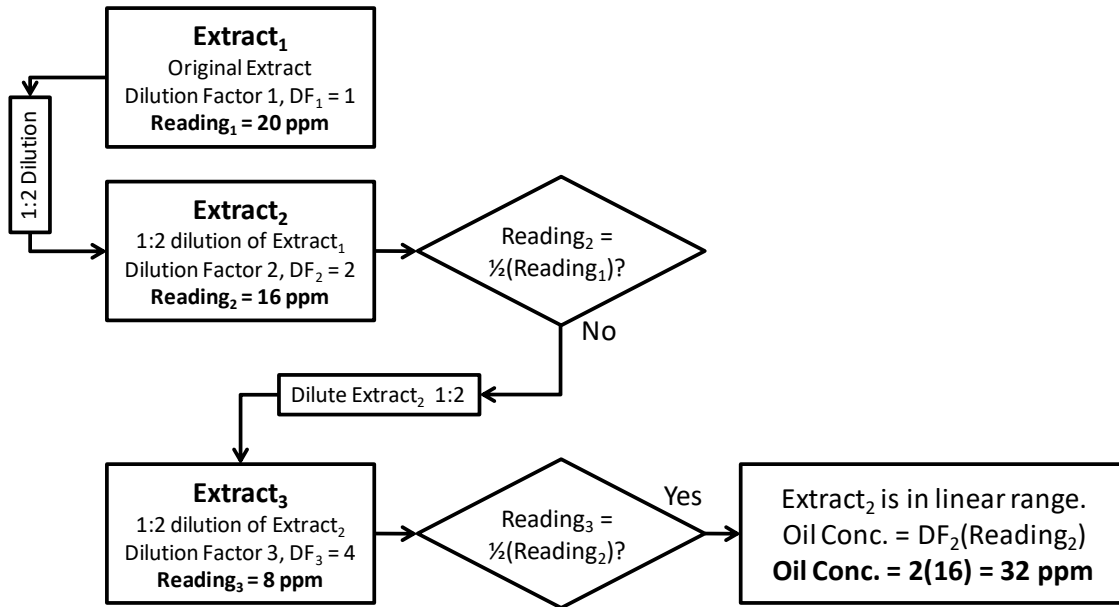 Extract₁
Original Extract
Dilution Factor 1, DF₁ = 1
Reading₁ = 20 ppm
1:2 Dilution
Extract₂
1:2 dilution of Extract₁
Dilution Factor 2, DF₂ = 2
Reading₂ = 16 ppm
Reading₂ =
½(Reading₁)?
No
Dilute Extract₂ 1:2
Extract₃
1:2 dilution of Extract₂
Dilution Factor 3, DF₃ = 4
Reading₃ = 8 ppm
Reading₃ =
½(Reading₂)?
Yes
Extract₂ is in linear range.
Oil Conc. = DF₂(Reading₂)
Oil Conc. = 2(16) = 32 ppm